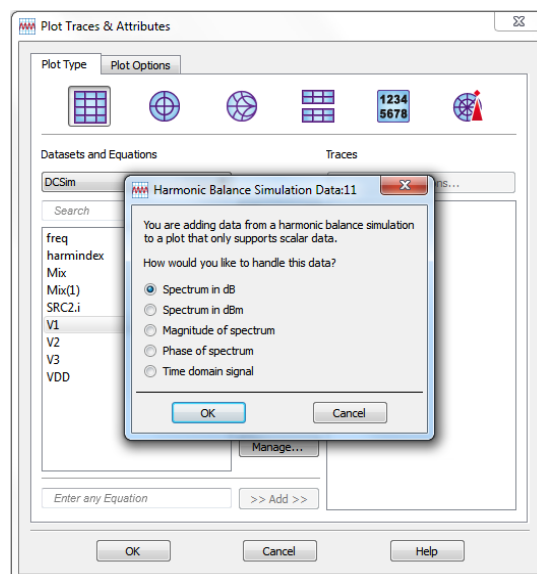 Plot Traces & Attributes
Plot Type
Plot Options
1234
5678
Datasets and Equations
Traces
DCSim
Search
freq
harmindex
Mix
Mix(1)
SRC2.i
V1
V2
V3
VDD
Harmonic Balance Simulation Data:11
You are adding data from a harmonic balance simulation
to a plot that only supports scalar data.
How would you like to handle this data?
Spectrum in dB
Spectrum in dBm
Magnitude of spectrum
Phase of spectrum
Time domain signal
OK
Cancel
Manage...
Enter any Equation
>> Add >>
OK
Cancel
Help